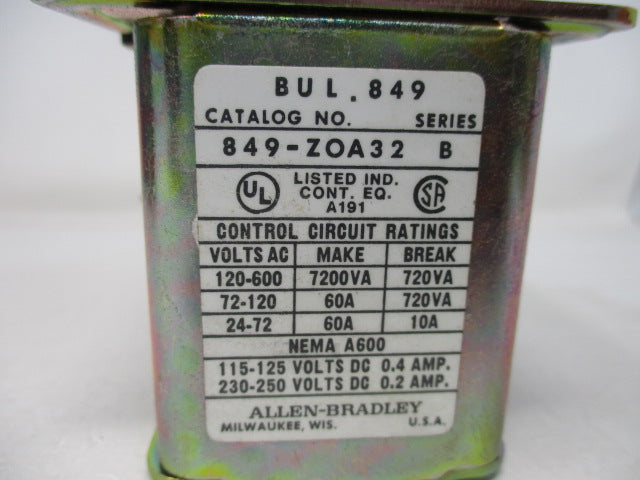 BUL. 849
CATALOG NO. SERIES
849-ZOA32 B
UL LISTED IND. CONT. EQ. A191 SA
CONTROL CIRCUIT RATINGS
VOLTS AC MAKE BREAK
120-600 7200VA 720VA
72-120 60A 720VA
24-72 60A 10A
NEMA A600
115-125 VOLTS DC 0.4 AMP.
230-250 VOLTS DC 0.2 AMP.
ALLEN-BRADLEY
MILWAUKEE, WIS. U.S.A.